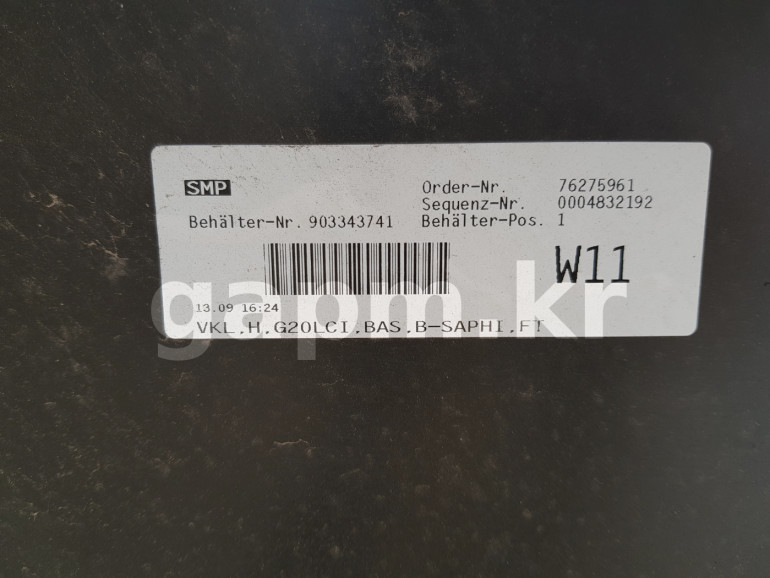 SMP
Order-Nr. 76275961
Sequenz-Nr. 0004832192
Behälter-Nr. 903343741 Behälter-Pos. 1
W11
13.09 16:24
gapm.kr
VKL,H,G20LCI,BAS,B-SAPHI,FT